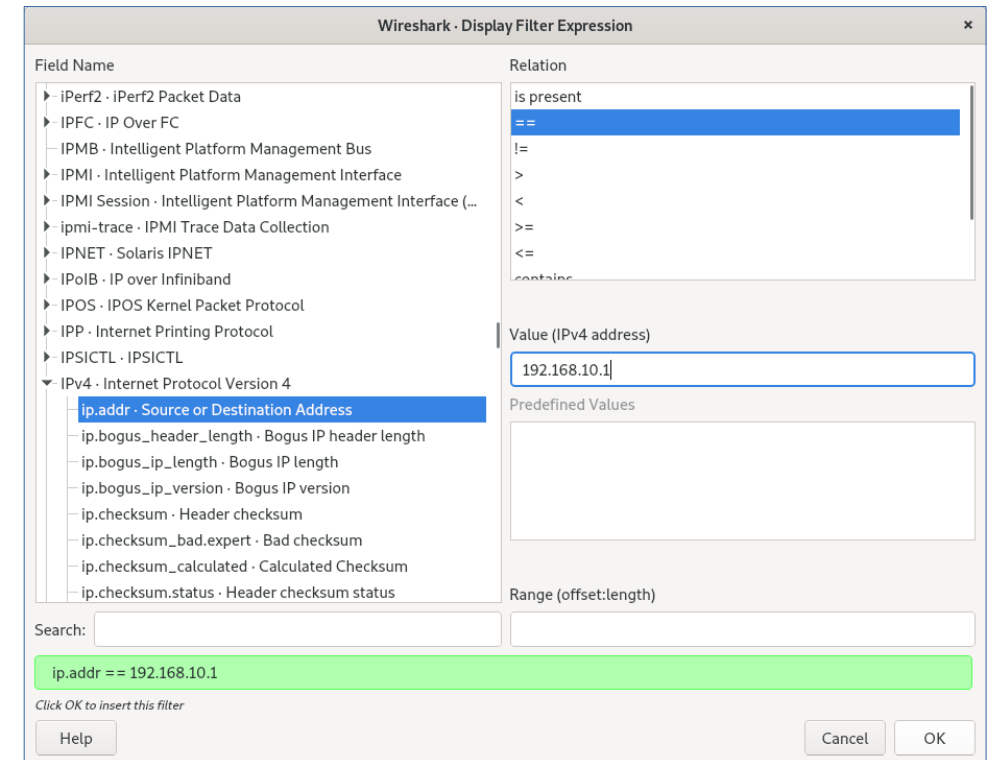 Wireshark · Display Filter Expression
×
Field Name
iPerf2 · iPerf2 Packet Data
IPFC · IP Over FC
IPMB · Intelligent Platform Management Bus
IPMI · Intelligent Platform Management Interface
IPMI Session · Intelligent Platform Management Interface (...
ipmi-trace · IPMI Trace Data Collection
IPNET · Solaris IPNET
IPoIB · IP over Infiniband
IPOS · IPOS Kernel Packet Protocol
IPP · Internet Printing Protocol
IPSICTL · IPSICTL
IPv4 · Internet Protocol Version 4
ip.addr · Source or Destination Address
ip.bogus_header_length · Bogus IP header length
ip.bogus_ip_length · Bogus IP length
ip.bogus_ip_version · Bogus IP version
ip.checksum · Header checksum
ip.checksum_bad.expert · Bad checksum
ip.checksum_calculated · Calculated Checksum
ip.checksum.status · Header checksum status
Search:
Relation
is present
==
!=
>
<
>=
<=
contains
Value (IPv4 address)
192.168.10.1
Predefined Values
Range (offset:length)
ip.addr == 192.168.10.1
Click OK to insert this filter
Help
Cancel
OK